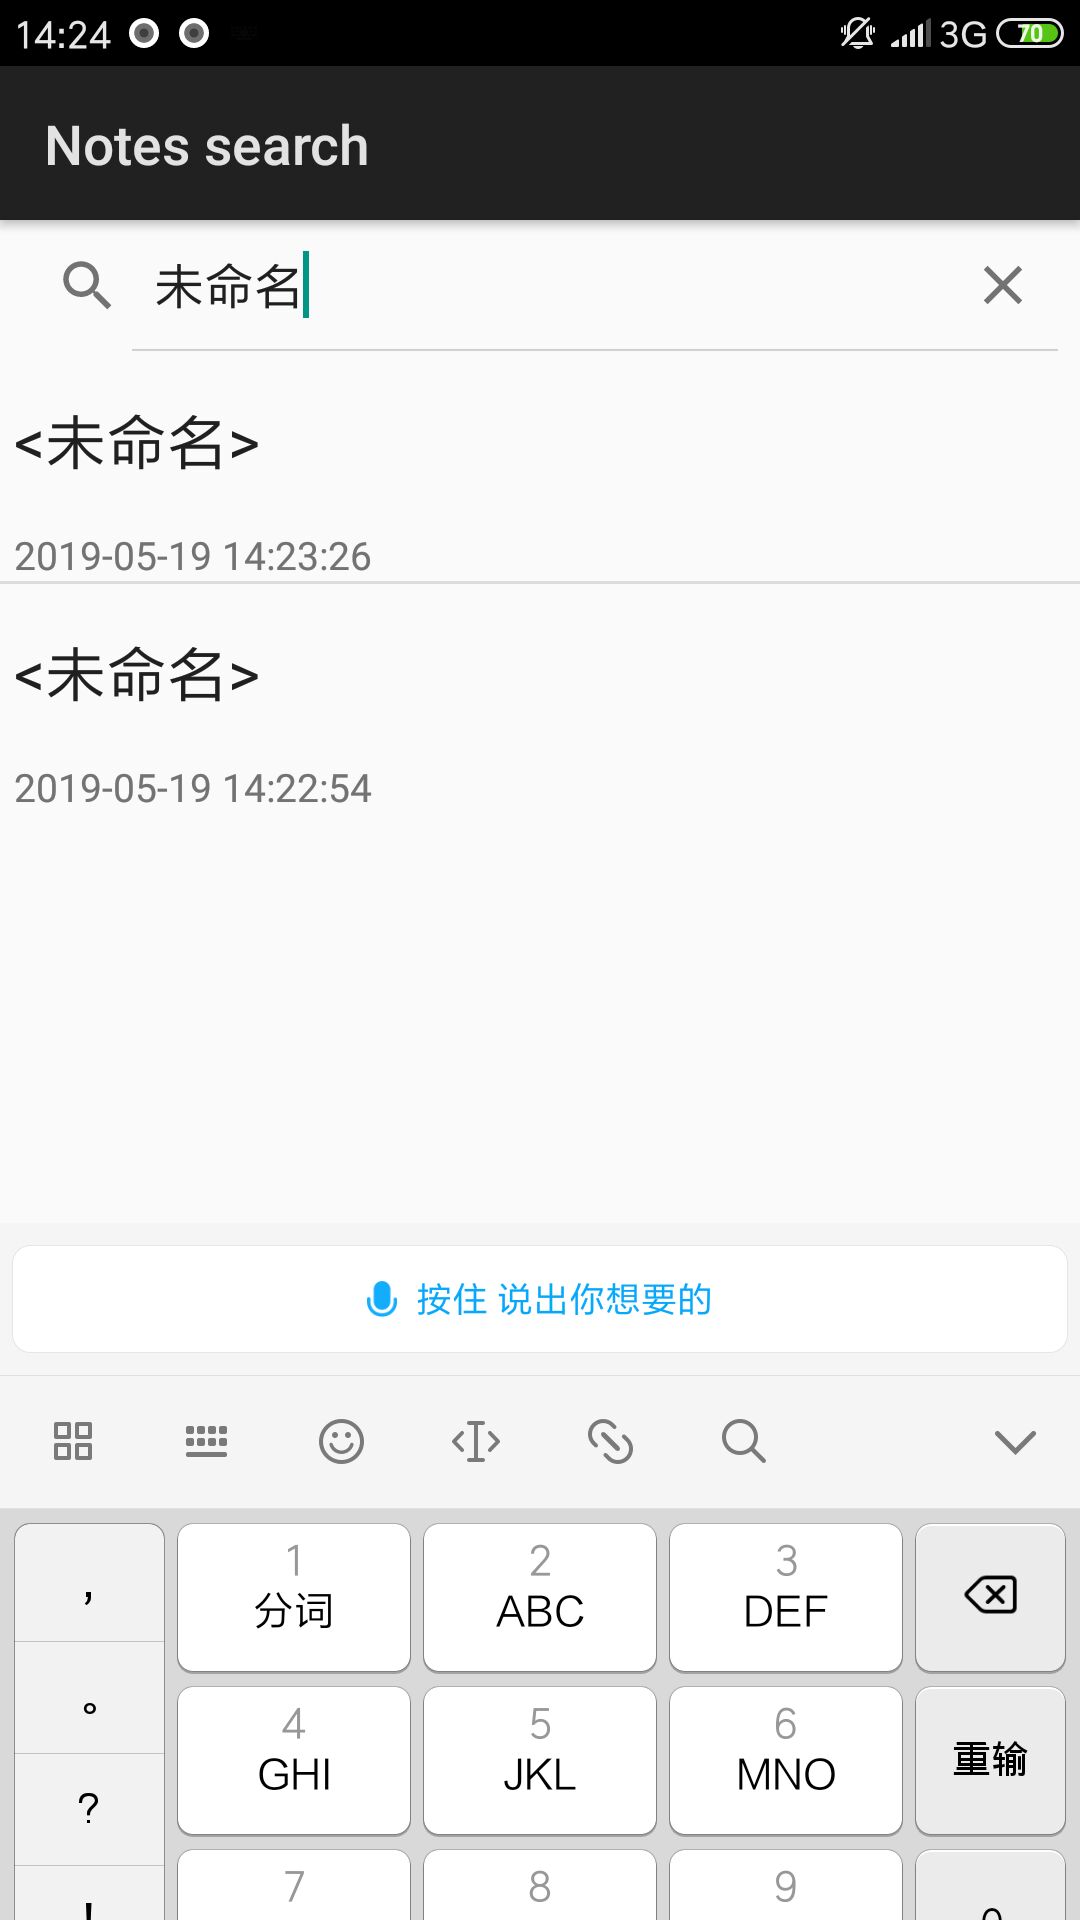 14:24 3G 70
Notes search
未命名
<未命名>
2019-05-19 14:23:26
<未命名>
2019-05-19 14:22:54
按住 说出你想要的
, 1 2 3
分词 ABC DEF
。 4 5 6
GHI JKL MNO 重输
? 7 8 9
!